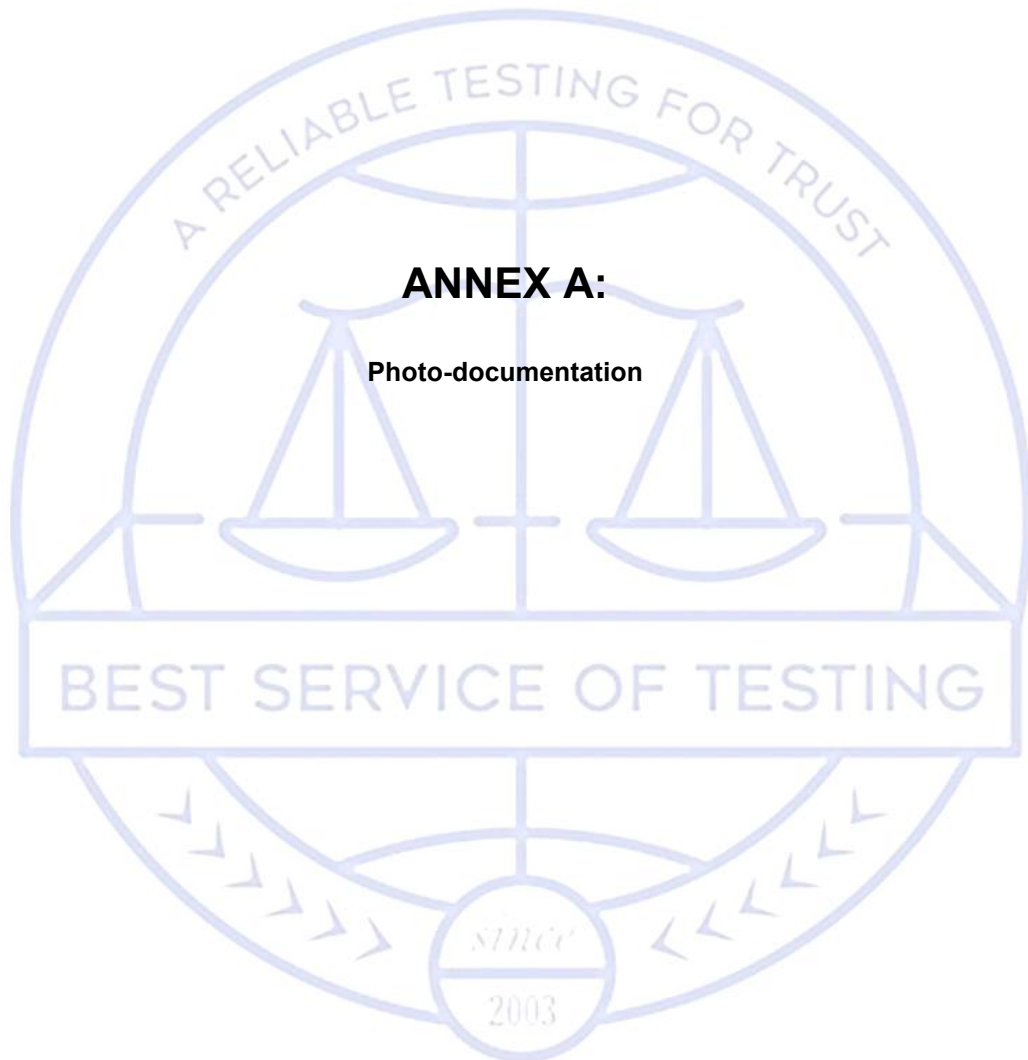 A RELIABLE TESTING FOR TRUST
ANNEX A:
Photo-documentation
BEST SERVICE OF TESTING
since
2003